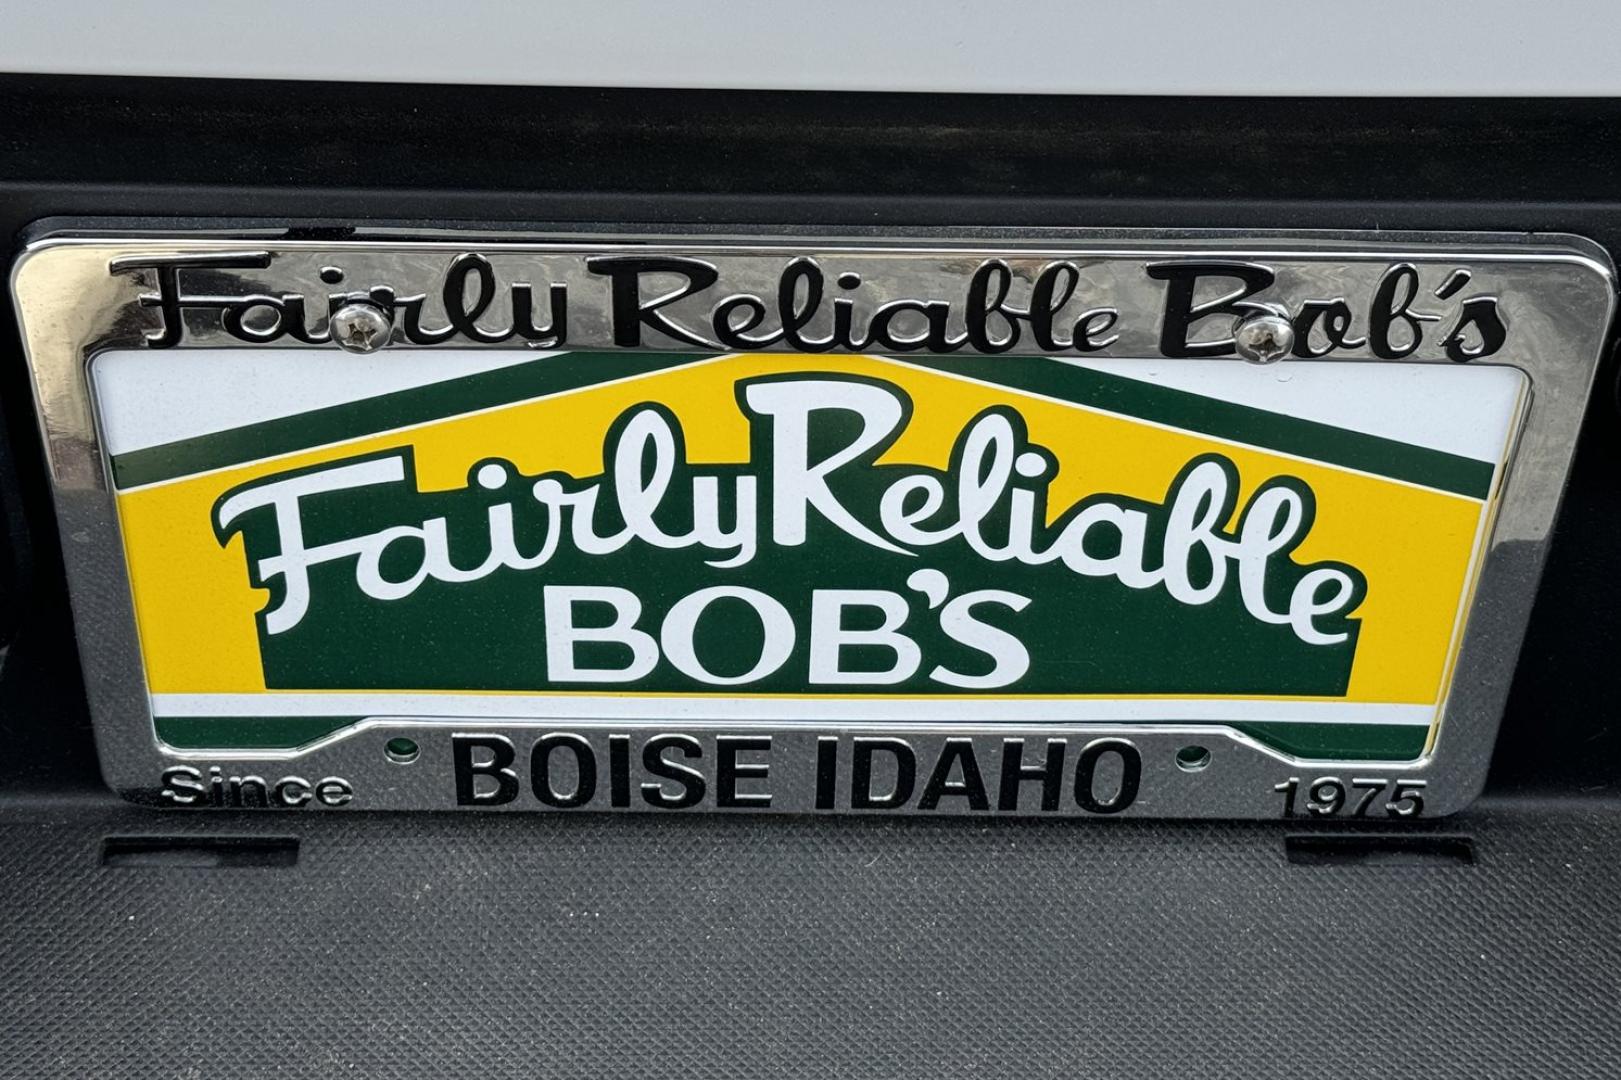 Fairly Reliable Bob's
Fairly Reliable
BOB'S
BOISE IDAHO
Since 1975